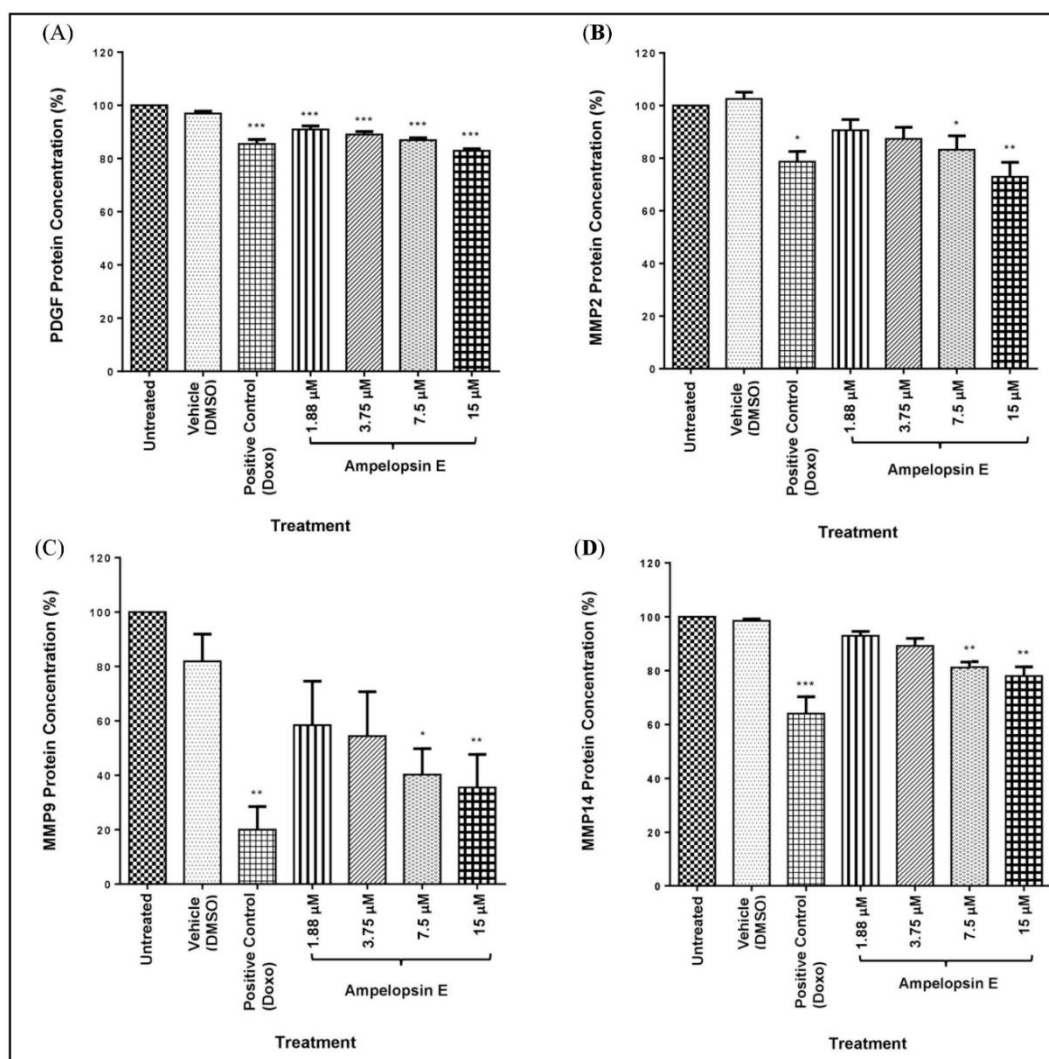 (A)
PDGF Protein Concentration (%)
120
100
80
60
40
20
0
***
***
***
***
***
Untreated
Vehicle
(DMSO)
Positive Control
(Doxo)
1.88 µM
3.75 µM
7.5 µM
15 µM
Ampelopsin E
Treatment
(B)
MMP2 Protein Concentration (%)
120
100
80
60
40
20
0
*
*
**
Untreated
Vehicle
(DMSO)
Positive Control
(Doxo)
1.88 µM
3.75 µM
7.5 µM
15 µM
Ampelopsin E
Treatment
(C)
MMP9 Protein Concentration (%)
120
100
80
60
40
20
0
**
*
**
Untreated
Vehicle
(DMSO)
Positive Control
(Doxo)
1.88 µM
3.75 µM
7.5 µM
15 µM
Ampelopsin E
Treatment
(D)
MMP14 Protein Concentration (%)
120
100
80
60
40
20
0
***
**
**
Untreated
Vehicle
(DMSO)
Positive Control
(Doxo)
1.88 µM
3.75 µM
7.5 µM
15 µM
Ampelopsin E
Treatment